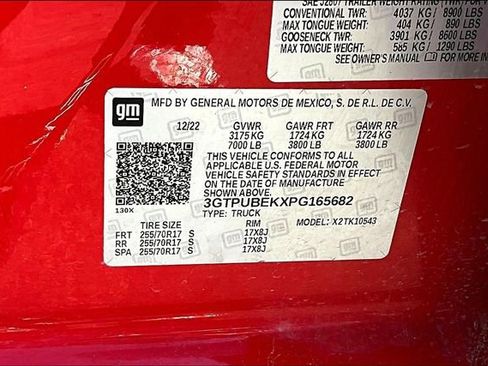 SAE J2807 TRAILER WEIGHT RATING (TWR) FOR
CONVENTIONAL TWR: 4037 KG / 8900 LBS
MAX TONGUE WEIGHT: 404 KG / 890 LBS
GOOSENECK TWR: 3901 KG / 8600 LBS
MAX TONGUE WEIGHT: 585 KG / 1290 LBS
SEE OWNER'S MANUAL FOR M
gm
MFD BY GENERAL MOTORS DE MEXICO, S. DE R.L. DE C.V.
12/22 GVWR GAWR FRT GAWR RR
3175 KG 1724 KG 1724 KG
7000 LB 3800 LB 3800 LB
THIS VEHICLE CONFORMS TO ALL APPLICABLE
U.S. FEDERAL MOTOR
VEHICLE SAFETY STANDARDS IN EFFECT
ON THE DATE OF MANUFACTURE SHOWN ABOVE.
3GTPUBEKXPG165682
130X
TYPE: TRUCK MODEL: X2TK10543
TIRE SIZE RIM
FRT 255/70R17 S 17X8J
RR 255/70R17 S 17X8J
SPA 255/70R17 S 17X8J